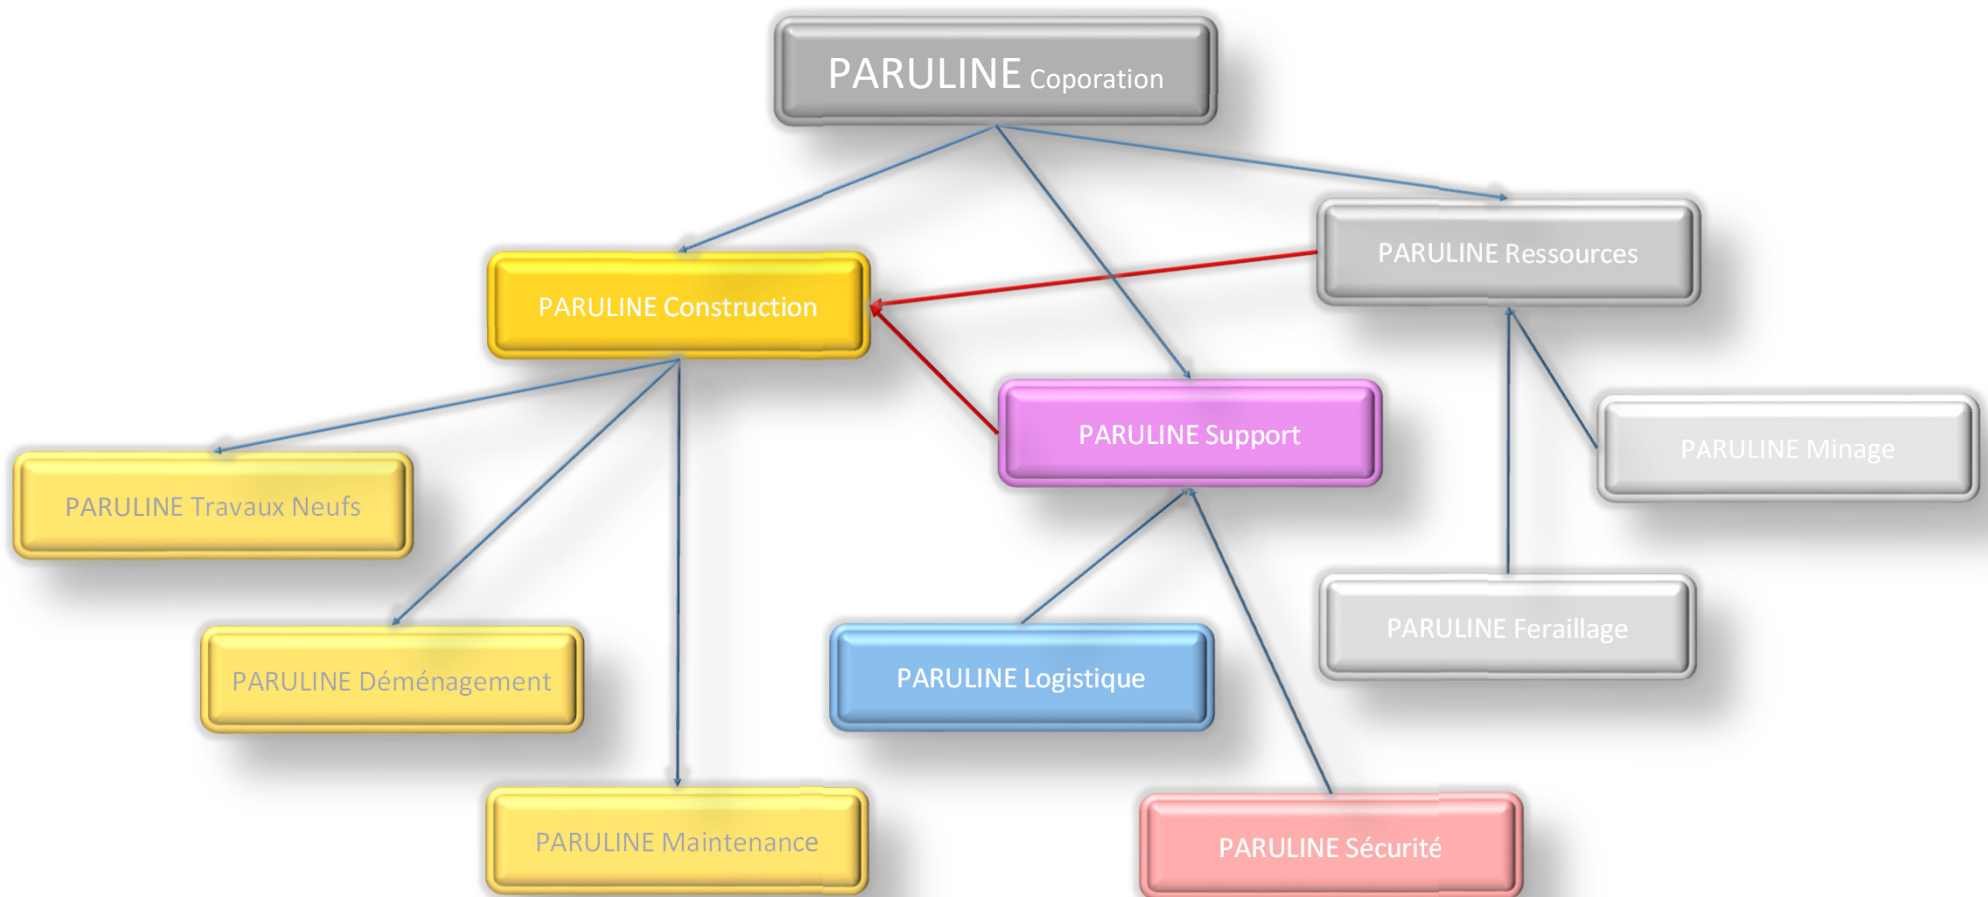 PARULINE Coporation
PARULINE Ressources
PARULINE Construction
PARULINE Support
PARULINE Minage
PARULINE Travaux Neufs
PARULINE Feraillage
PARULINE Déménagement
PARULINE Logistique
PARULINE Maintenance
PARULINE Sécurité